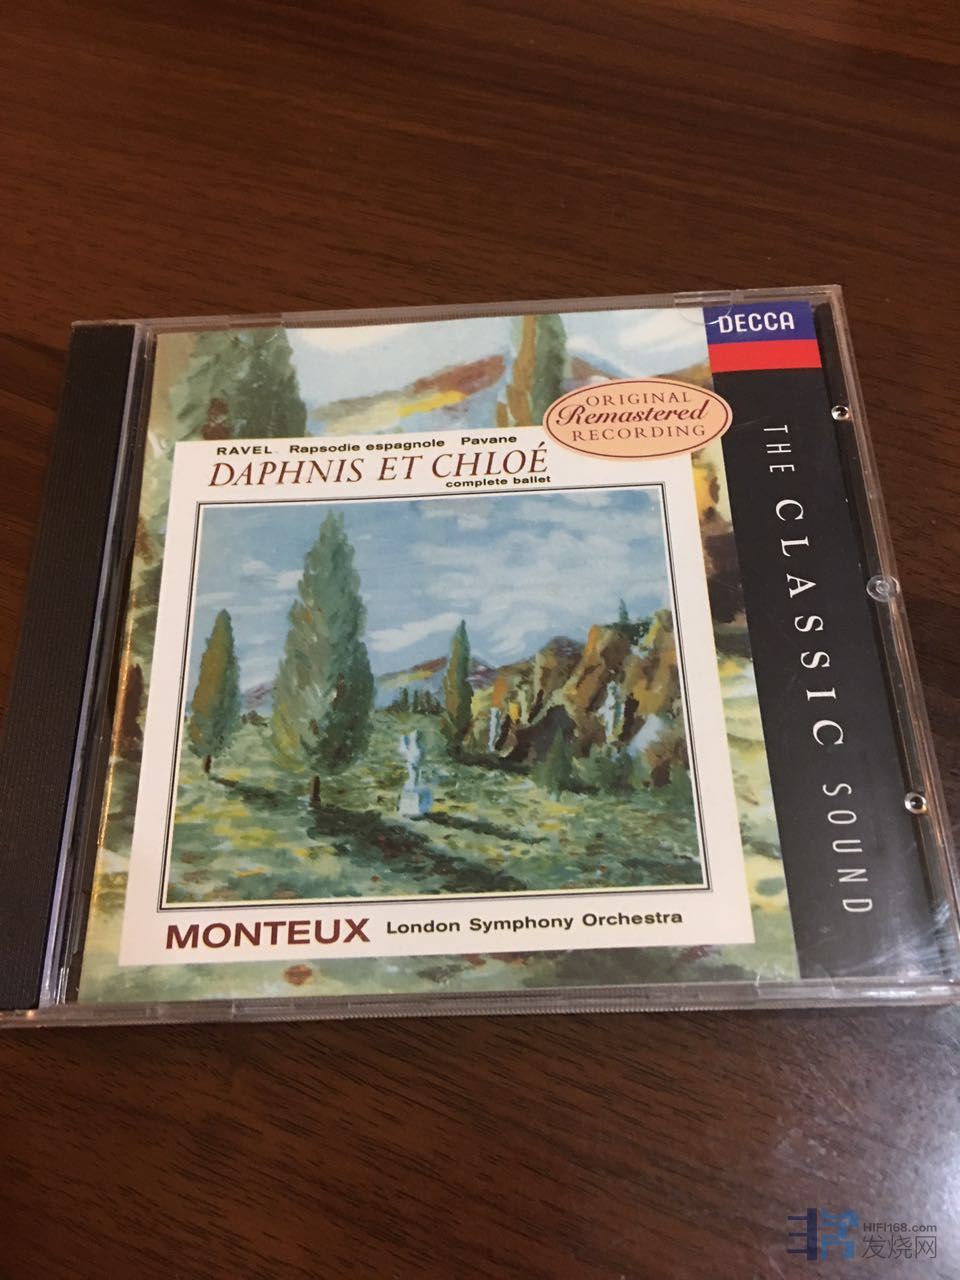 DECCA
ORIGINAL
Remastered
RECORDING
RAVEL Rapsodie espagnole Pavane
DAPHNIS ET CHLOÉ
complete ballet
THE CLASSIC SOUND
MONTEUX London Symphony Orchestra
HIFI168.com
发烧网